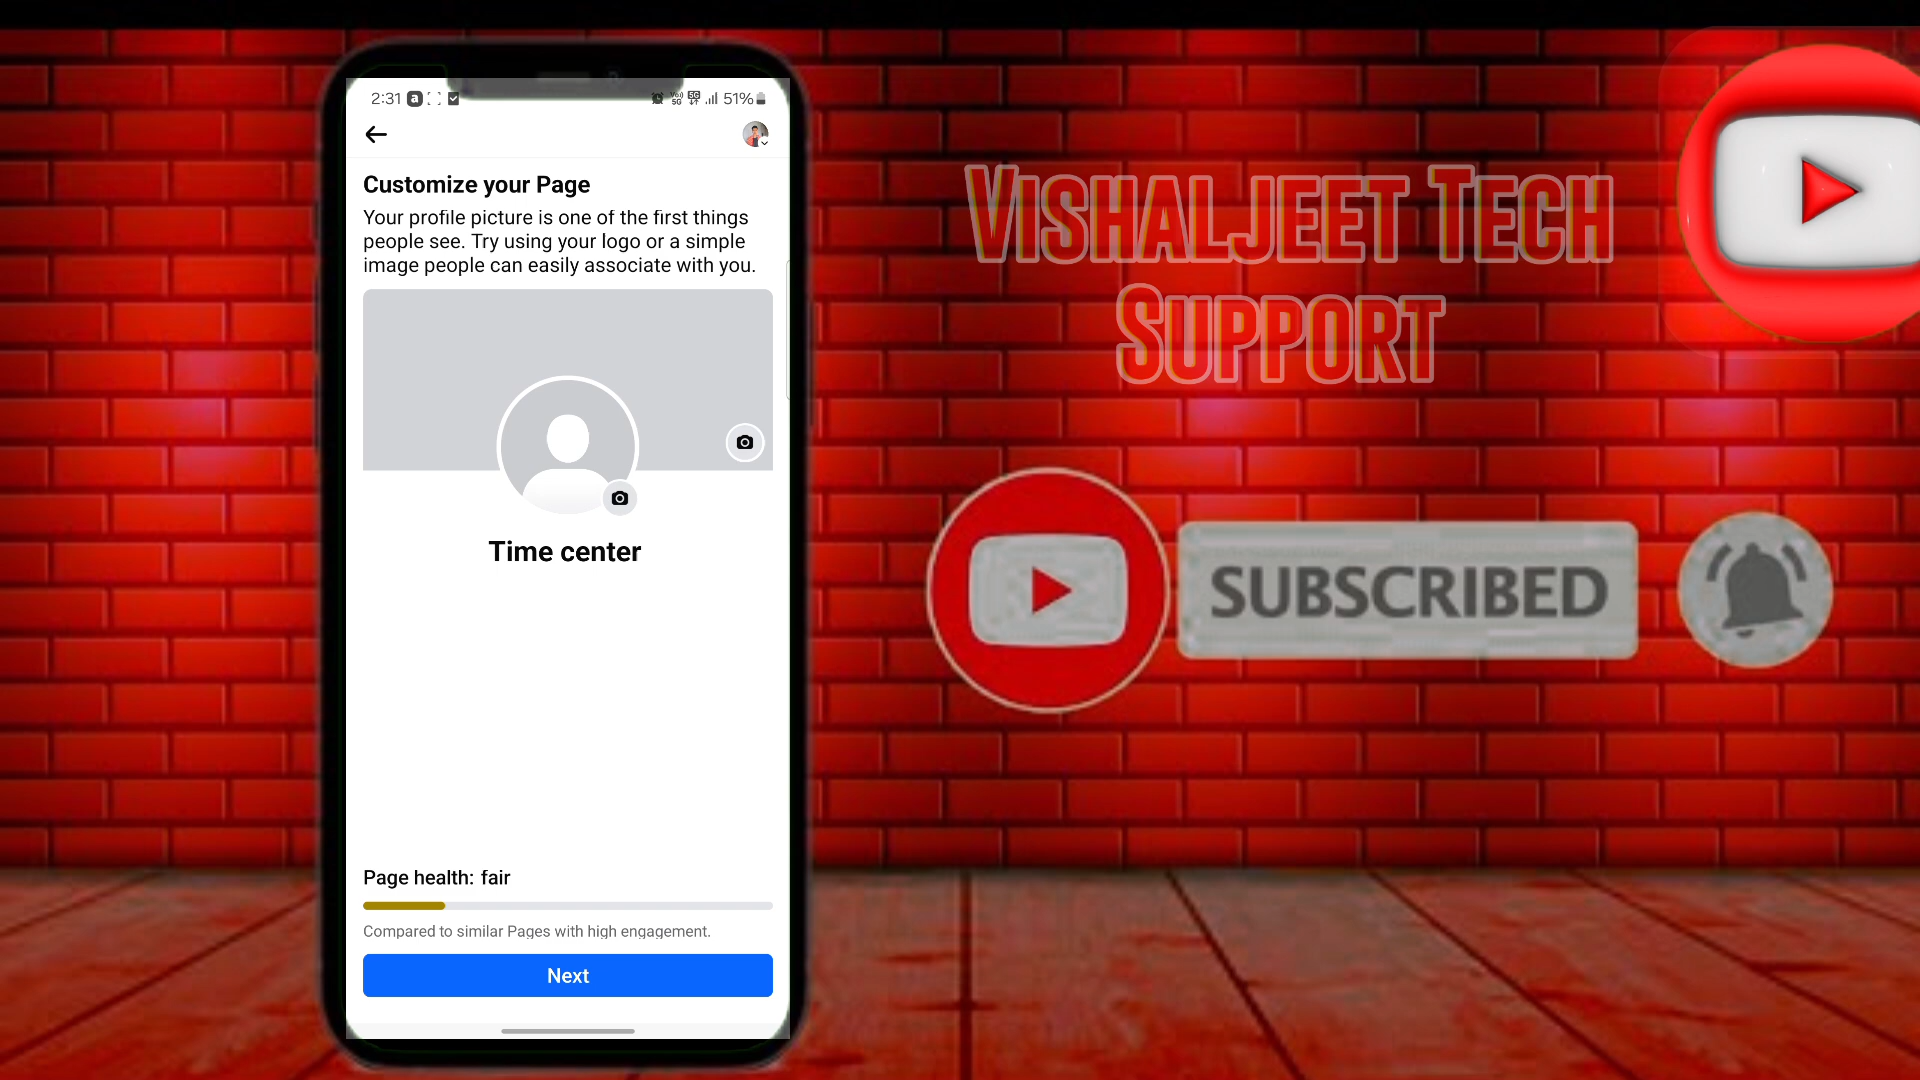 2:31
51%
Customize your Page
Your profile picture is one of the first things
people see. Try using your logo or a simple
image people can easily associate with you.
Time center
Page health: fair
Compared to similar Pages with high engagement.
Next
Vishaljeet Tech
Support
SUBSCRIBED